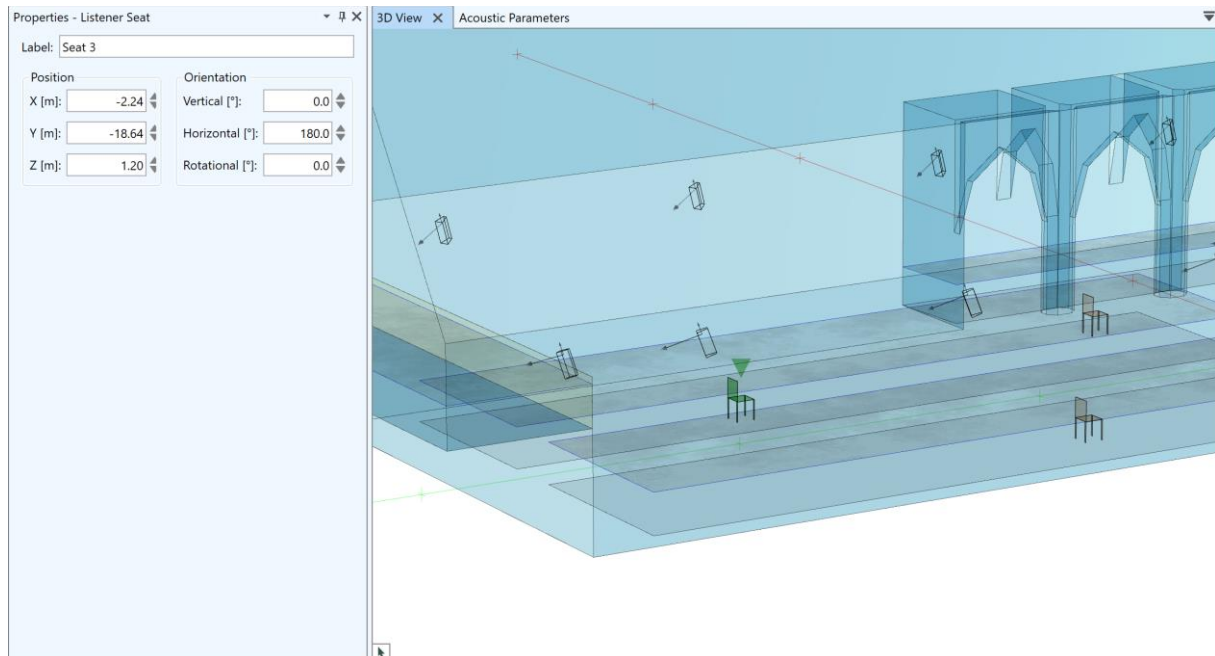 Properties - Listener Seat
Label: Seat 3
Position
X [m]: -2.24
Y [m]: -18.64
Z [m]: 1.20
Orientation
Vertical [°]: 0.0
Horizontal [°]: 180.0
Rotational [°]: 0.0
3D View Acoustic Parameters